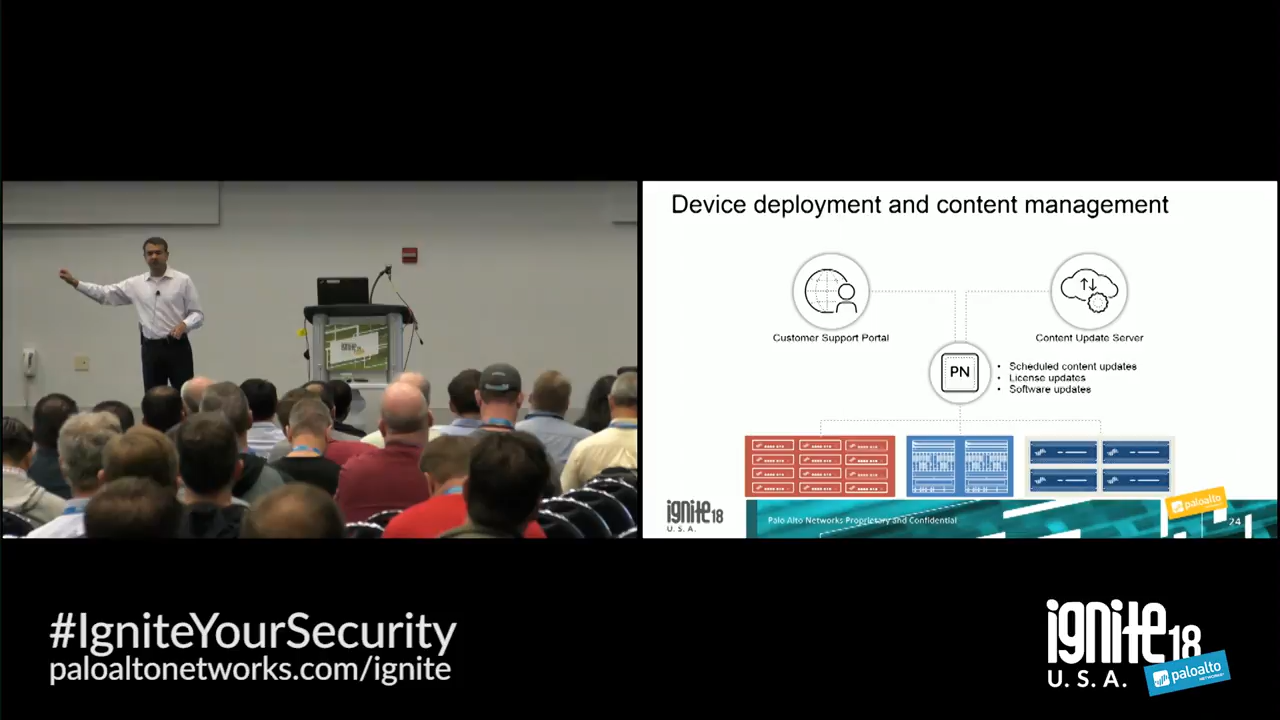 Device deployment and content management
Customer Support Portal
Content Update Server
PN
• Scheduled content updates
• License updates
• Software updates
ignite18
U.S.A.
Palo Alto Networks Proprietary and Confidential
paloalto
24
#IgniteYourSecurity
paloaltonetworks.com/ignite
ignite18
U.S.A.
paloalto
NETWORKS